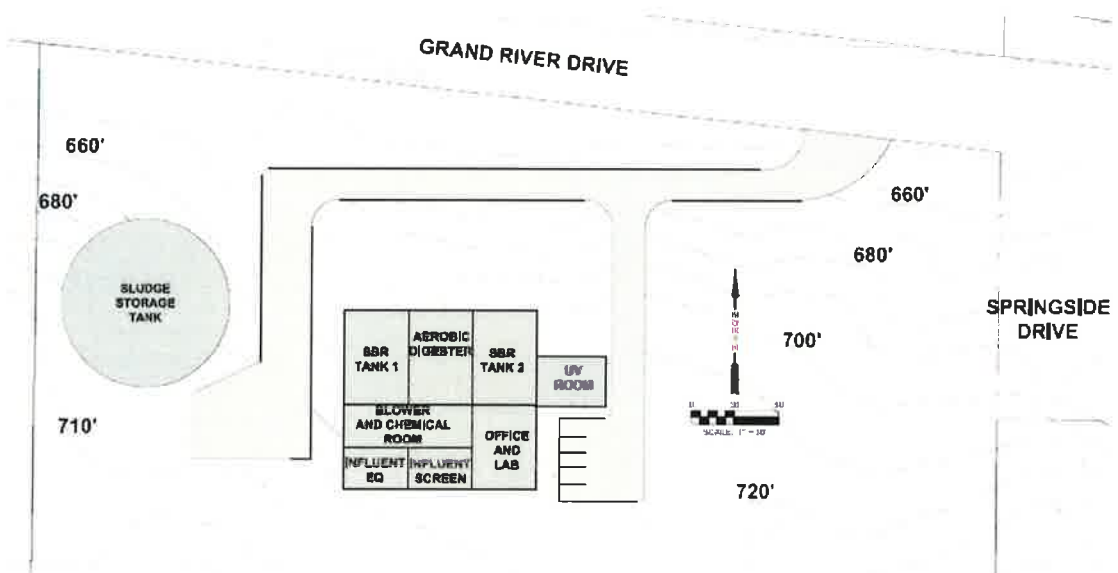 GRAND RIVER DRIVE
660'
680'
660'
680'
SLUDGE
STORAGE
TANK
SPRINGSIDE
DRIVE
700'
SBR
TANK 1
AEROBIC
DIGESTER
SBR
TANK 2
UV
ROOM
710'
BLOWER
AND CHEMICAL
ROOM
OFFICE
AND
LAB
INFLUENT
EQ
INFLUENT
SCREEN
720'